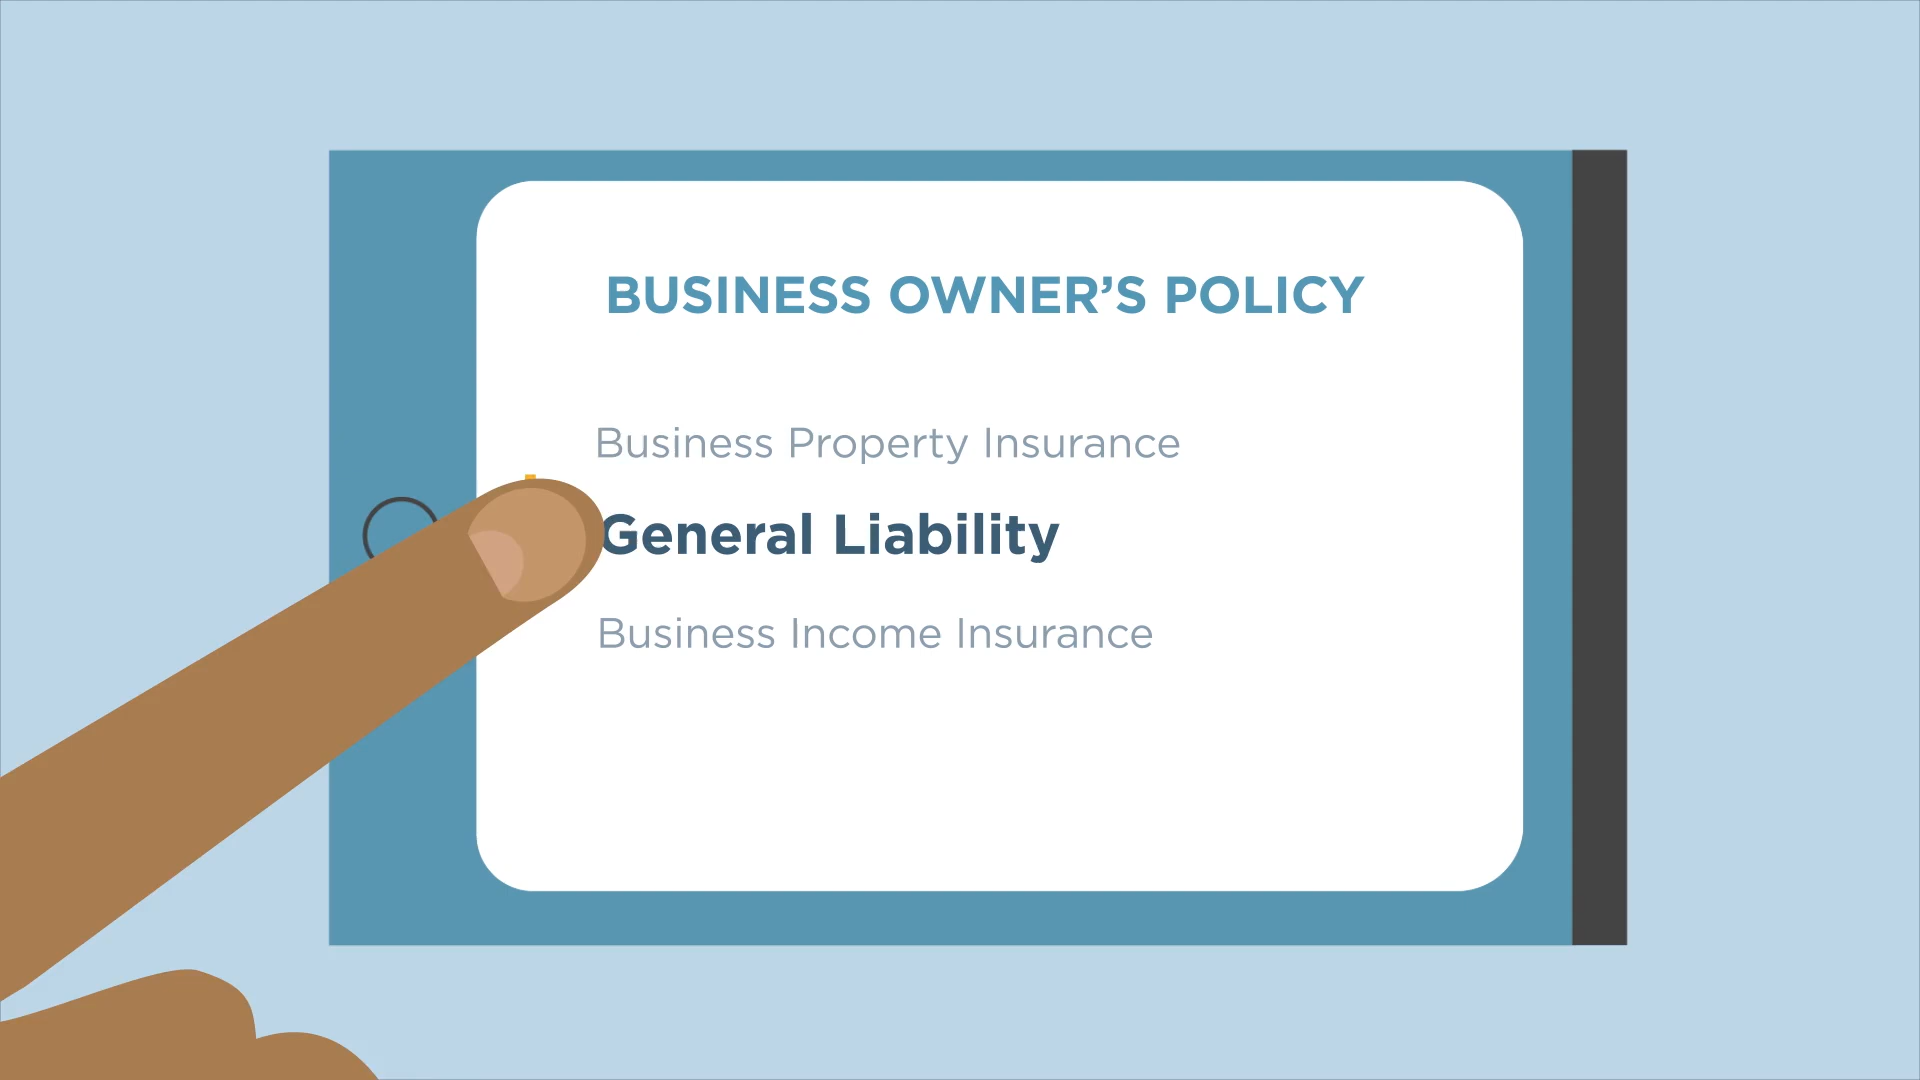 BUSINESS OWNER’S POLICY
Business Property Insurance
General Liability
Business Income Insurance